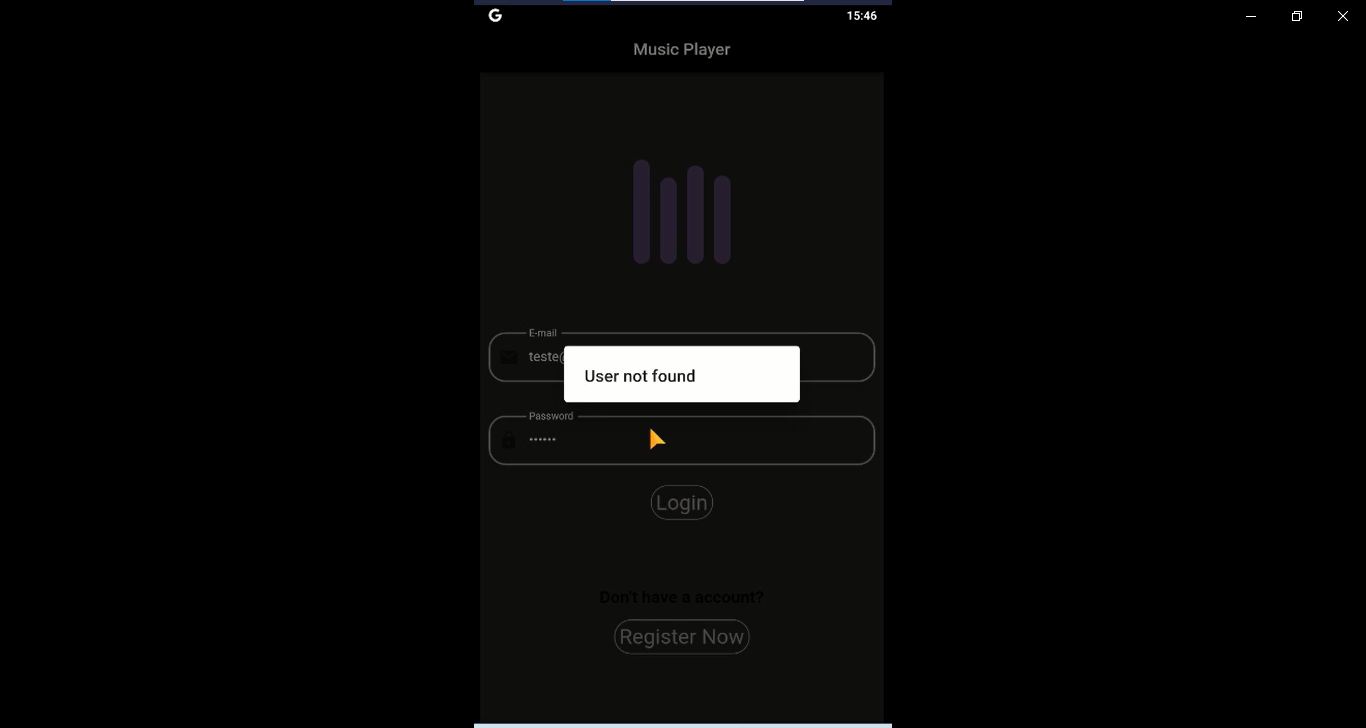 G 15:46
Music Player
E-mail
teste@
User not found
Password
••••••
Login
Don't have a account?
Register Now